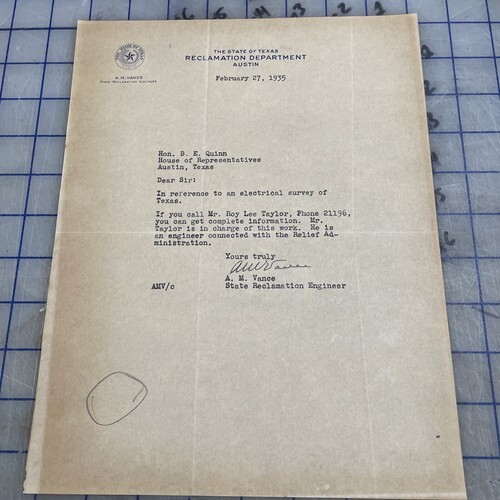 THE STATE OF TEXAS
RECLAMATION DEPARTMENT
AUSTIN
A. M. VANCE
STATE RECLAMATION ENGINEER
February 27, 1935
Hon. B. E. Quinn
House of Representatives
Austin, Texas
Dear Sir:
In reference to an electrical survey of
Texas.
If you call Mr. Roy Lee Taylor, Phone 21196,
you can get complete information. Mr.
Taylor is in charge of this work. He is
an engineer connected with the Relief Ad-
ministration.
Yours truly
AMVance
A. M. Vance
AMV/c State Reclamation Engineer